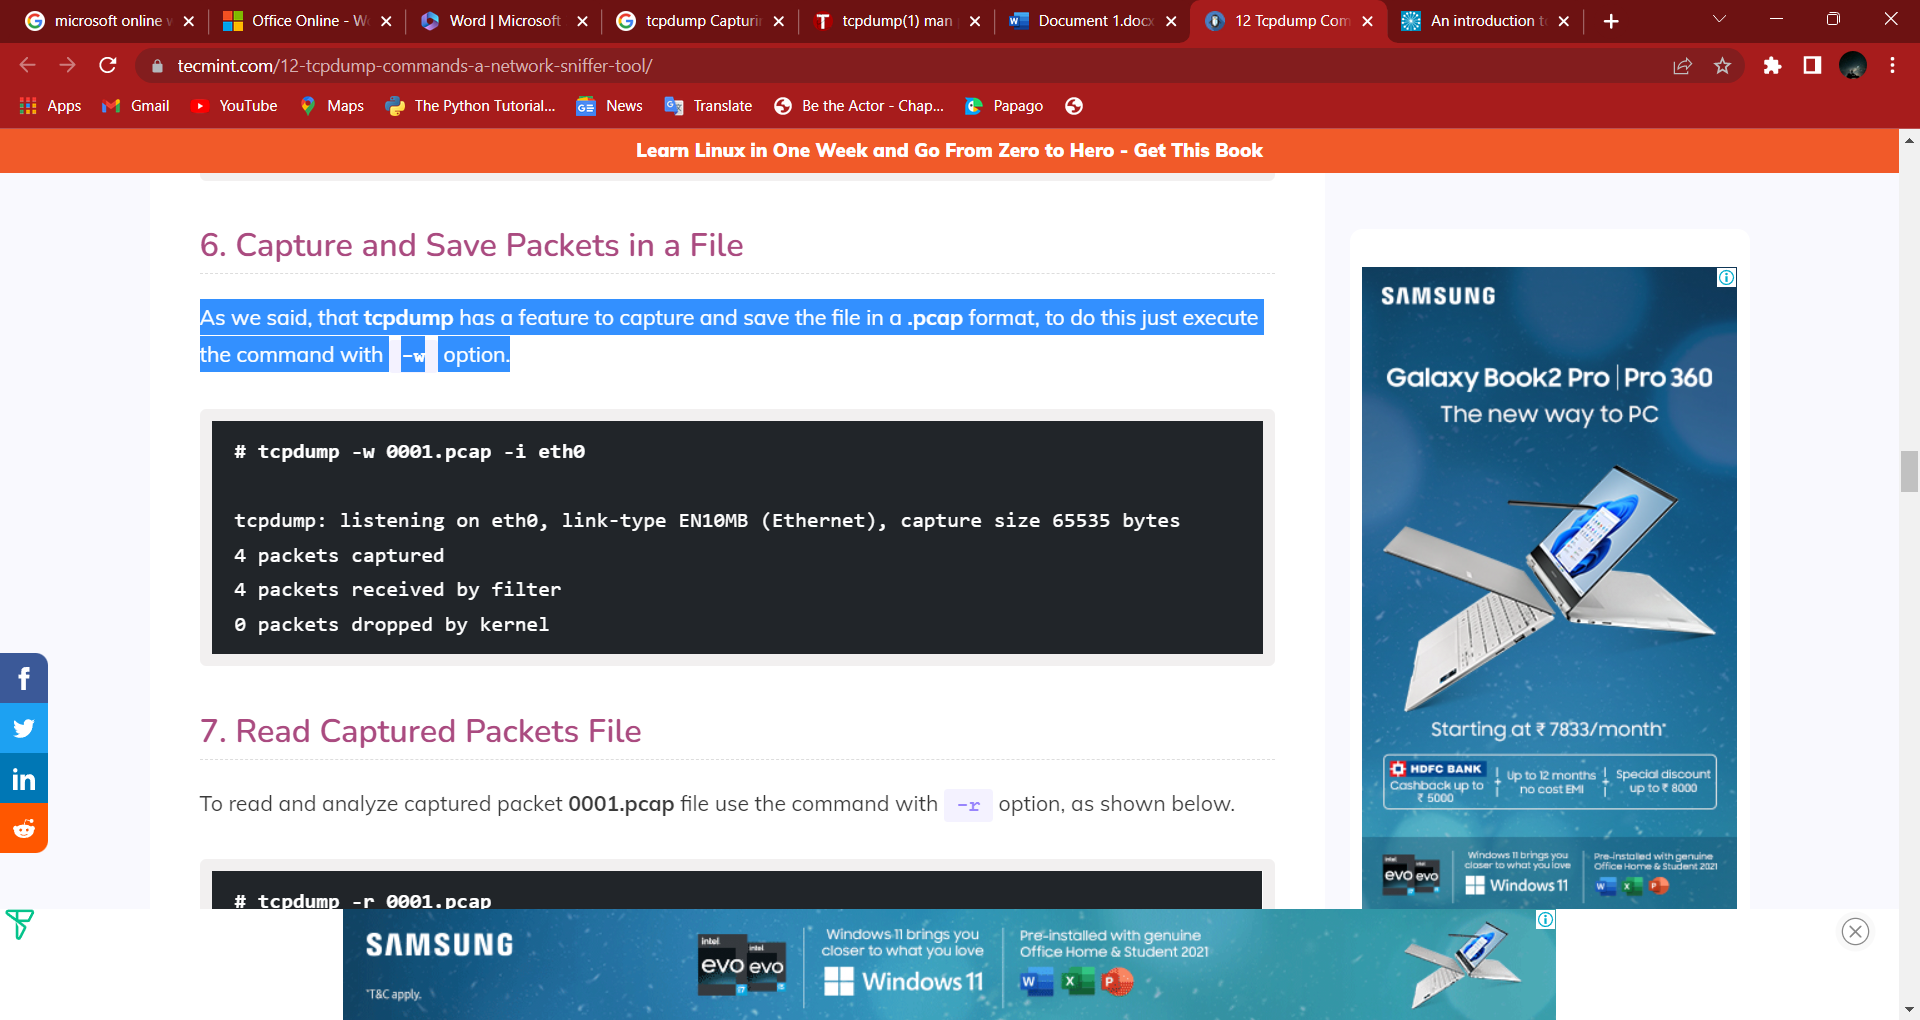 microsoft online w
Office Online - Wo
Word | Microsoft
tcpdump Capturin
tcpdump(1) man
Document 1.docx
12 Tcpdump Com
An introduction to
tecmint.com/12-tcpdump-commands-a-network-sniffer-tool/
Apps
Gmail
YouTube
Maps
The Python Tutorial...
News
Translate
Be the Actor - Chap...
Papago
Learn Linux in One Week and Go From Zero to Hero - Get This Book
6. Capture and Save Packets in a File
As we said, that tcpdump has a feature to capture and save the file in a .pcap format, to do this just execute
the command with -w option.
# tcpdump -w 0001.pcap -i eth0
tcpdump: listening on eth0, link-type EN10MB (Ethernet), capture size 65535 bytes
4 packets captured
4 packets received by filter
0 packets dropped by kernel
7. Read Captured Packets File
To read and analyze captured packet 0001.pcap file use the command with -r option, as shown below.
# tcpdump -r 0001.pcap
SAMSUNG
Galaxy Book2 Pro | Pro 360
The new way to PC
Starting at ₹ 7833/month*
HDFC BANK
Cashback up to
₹ 5000
Up to 12 months
no cost EMI
Special discount
up to ₹ 8000
intel
evo
intel
evo
Windows 11 brings you
closer to what you love
Windows 11
Pre-installed with genuine
Office Home & Student 2021
SAMSUNG
*T&C apply.
intel
evo
i7
intel
evo
Windows 11 brings you
closer to what you love
Windows 11
Pre-installed with genuine
Office Home & Student 2021
W
X
P